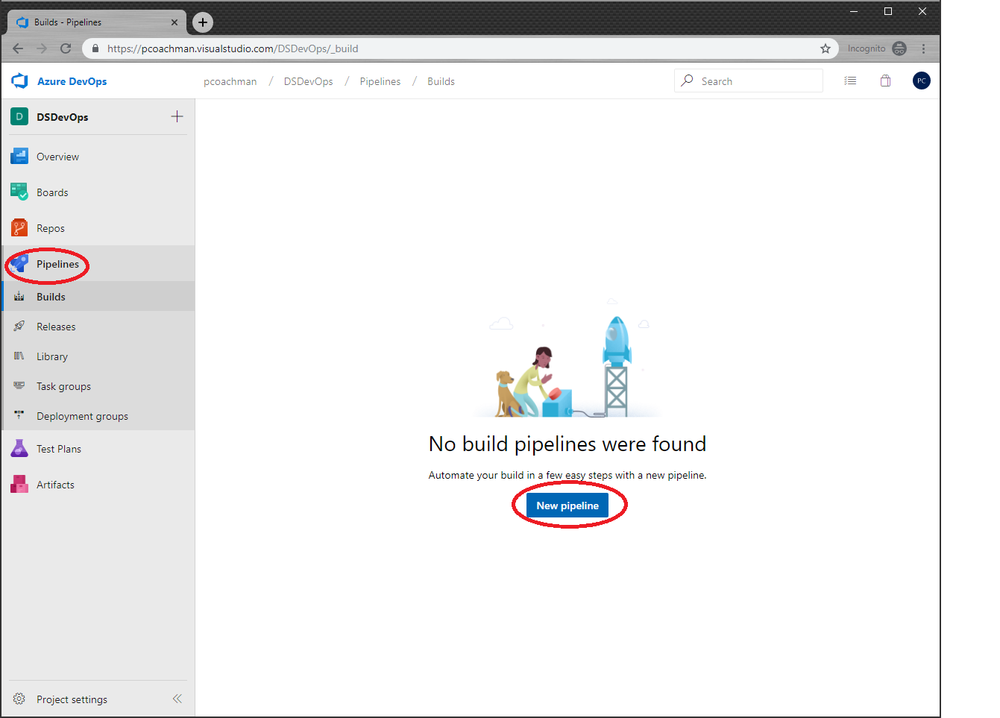 Builds - Pipelines
https://pcoachman.visualstudio.com/DSDevOps/_build
Incognito
Azure DevOps
pcoachman / DSDevOps / Pipelines / Builds
Search
PC
D DSDevOps
Overview
Boards
Repos
Pipelines
Builds
Releases
Library
Task groups
Deployment groups
Test Plans
Artifacts
No build pipelines were found
Automate your build in a few easy steps with a new pipeline.
New pipeline
Project settings